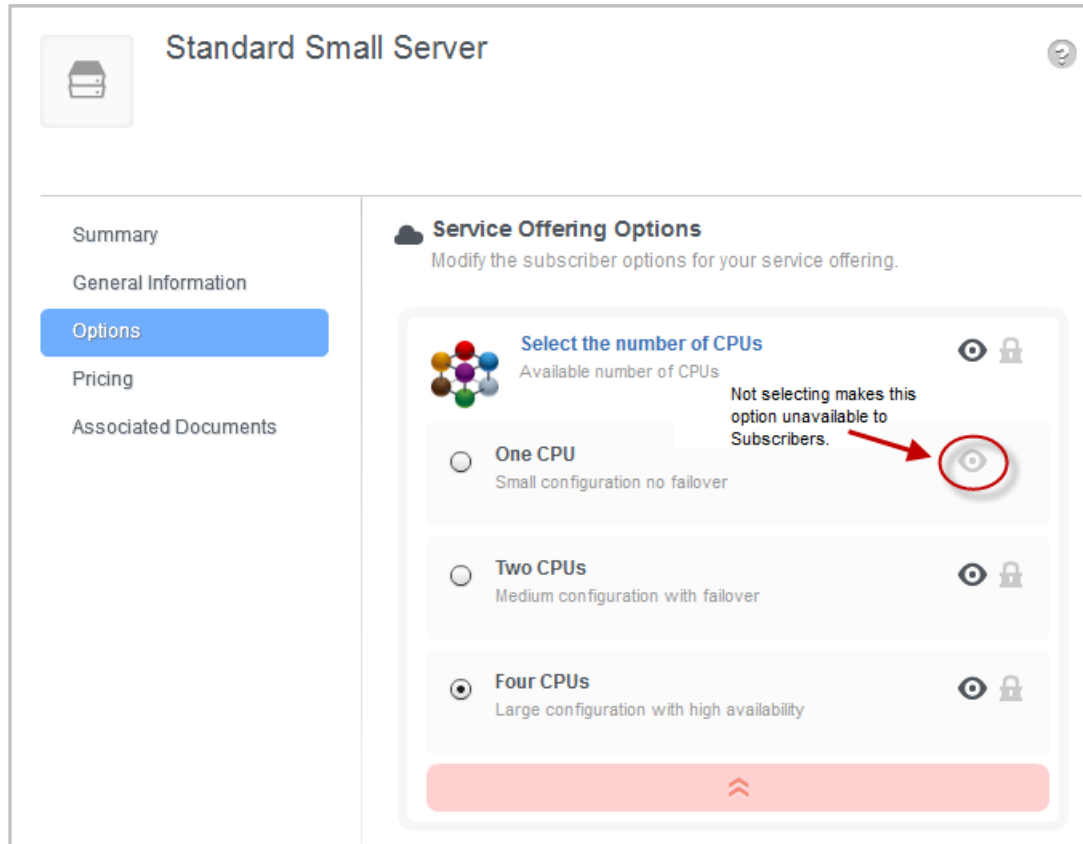 Standard Small Server
?
Summary
General Information
Options
Pricing
Associated Documents
Service Offering Options
Modify the subscriber options for your service offering.
Select the number of CPUs
Available number of CPUs
Not selecting makes this
option unavailable to
Subscribers.
One CPU
Small configuration no failover
Two CPUs
Medium configuration with failover
Four CPUs
Large configuration with high availability